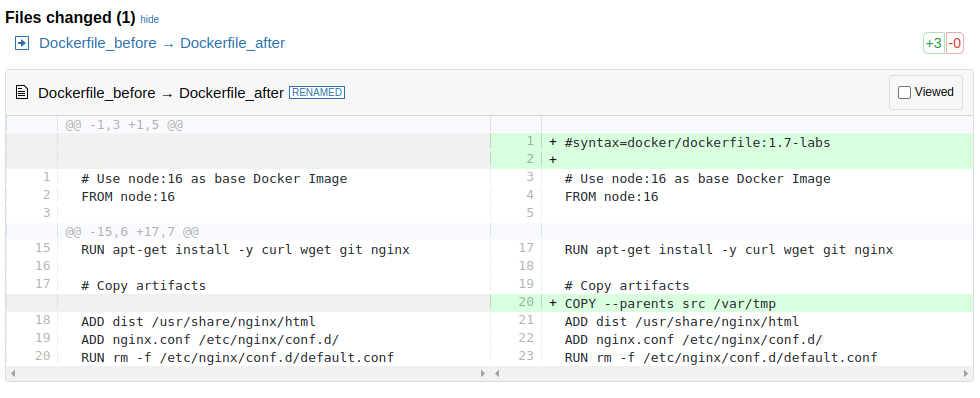 Files changed (1) hide
Dockerfile_before → Dockerfile_after +3 -0
Dockerfile_before → Dockerfile_after RENAMED Viewed
@@ -1,3 +1,5 @@
1 + #syntax=docker/dockerfile:1.7-labs
2 +
1 # Use node:16 as base Docker Image 3 # Use node:16 as base Docker Image
2 FROM node:16 4 FROM node:16
3 5
@@ -15,6 +17,7 @@
15 RUN apt-get install -y curl wget git nginx 17 RUN apt-get install -y curl wget git nginx
16 18
17 # Copy artifacts 19 # Copy artifacts
20 + COPY --parents src /var/tmp
18 ADD dist /usr/share/nginx/html 21 ADD dist /usr/share/nginx/html
19 ADD nginx.conf /etc/nginx/conf.d/ 22 ADD nginx.conf /etc/nginx/conf.d/
20 RUN rm -f /etc/nginx/conf.d/default.conf 23 RUN rm -f /etc/nginx/conf.d/default.conf